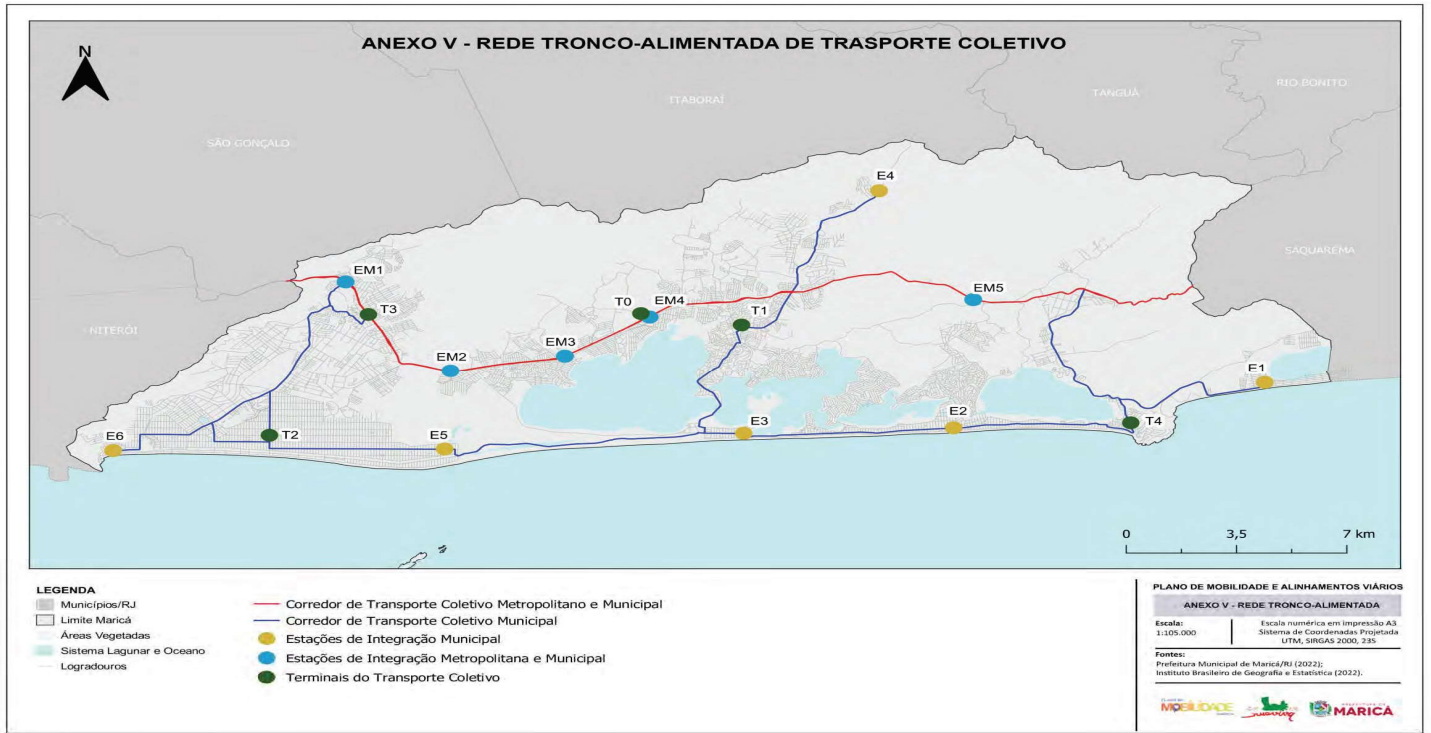 ANEXO V - REDE TRONCO-ALIMENTADA DE TRASPORTE COLETIVO
N
RIO BONITO
TANGUÁ
ITABORAÍ
SÃO GONÇALO
E4
SAQUAREMA
EM1
EM5
T0
EM4
T3
T1
NITERÓI
EM3
EM2
E1
E2
E3
T4
T2
E5
E6
0 3,5 7 km
LEGENDA
Municípios/RJ
Limite Maricá
Áreas Vegetadas
Sistema Lagunar e Oceano
Logradouros
Corredor de Transporte Coletivo Metropolitano e Municipal
Corredor de Transporte Coletivo Municipal
Estações de Integração Municipal
Estações de Integração Metropolitana e Municipal
Terminais do Transporte Coletivo
PLANO DE MOBILIDADE E ALINHAMENTOS VIÁRIOS
ANEXO V - REDE TRONCO-ALIMENTADA
Escala:
1:105.000
Escala numérica em impressão A3
Sistema de Coordenadas Projetada
UTM, SIRGAS 2000, 23S
Fontes:
Prefeitura Municipal de Maricá/RJ (2022);
Instituto Brasileiro de Geografia e Estatística (2022).
MOBILIDADE
MARICÁ